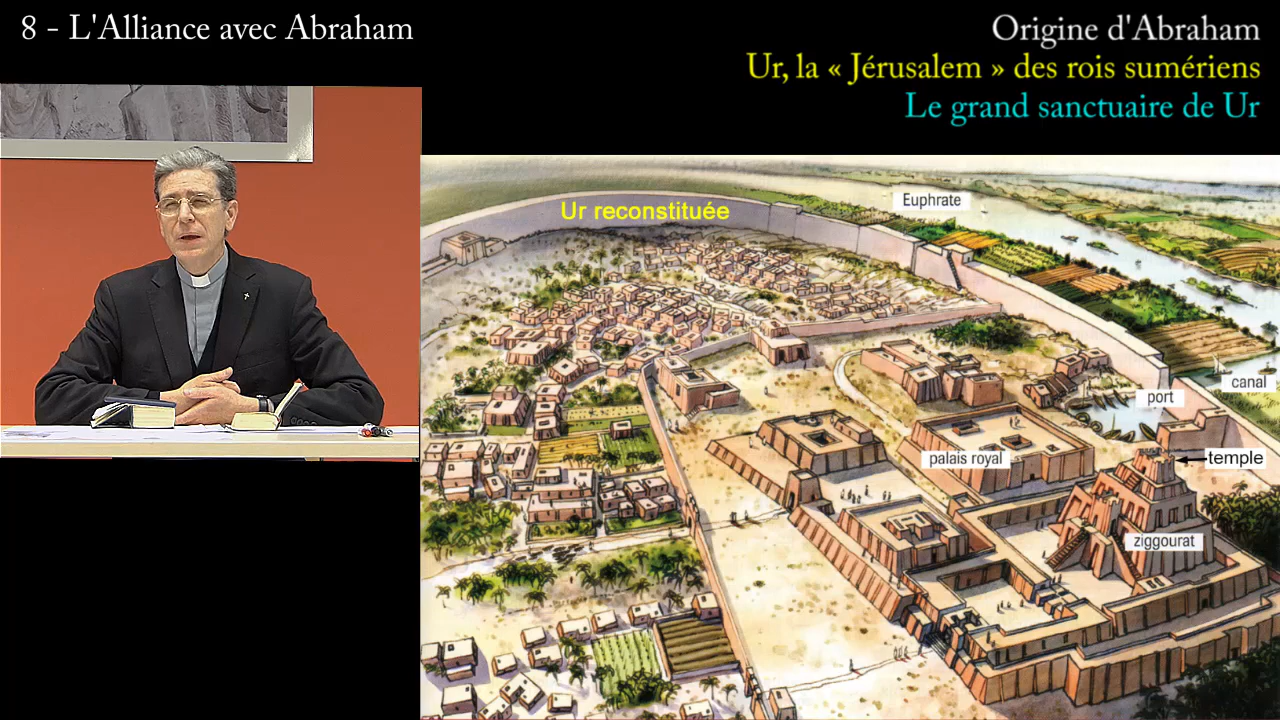 8 - L'Alliance avec Abraham
Origine d'Abraham
Ur, la « Jérusalem » des rois sumériens
Le grand sanctuaire de Ur
Ur reconstituée
Euphrate
canal
port
palais royal
temple
ziggourat